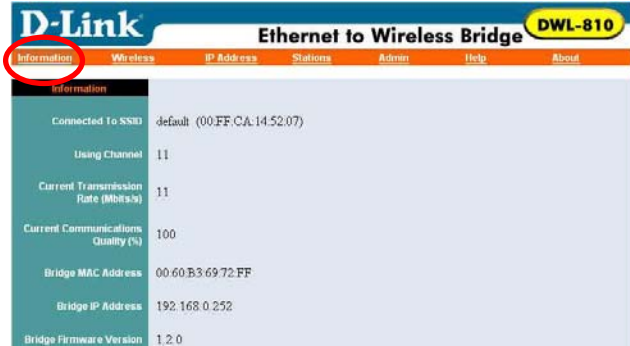 D-Link
Ethernet to Wireless Bridge DWL-810
Information Wireless IP Address Stations Admin Help About
Information
Connected To SSID default (00:FF:CA:14:52:07)
Using Channel 11
Current Transmission
Rate (Mbits/s) 11
Current Communications
Quality (%) 100
Bridge MAC Address 00:60:B3:69:72:FF
Bridge IP Address 192.168.0.252
Bridge Firmware Version 1.2.0